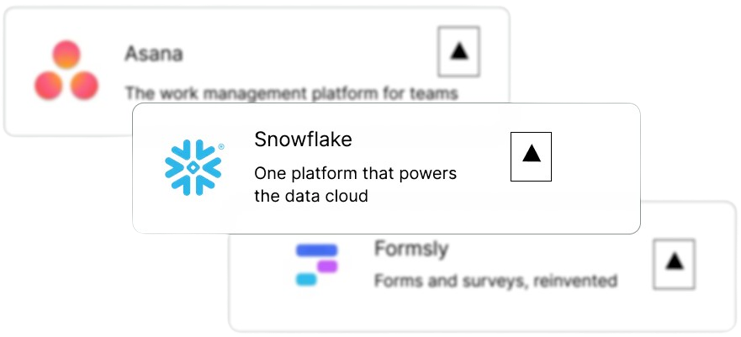 Asana
The work management platform for teams
Snowflake
One platform that powers
the data cloud
Formsly
Forms and surveys, reinvented